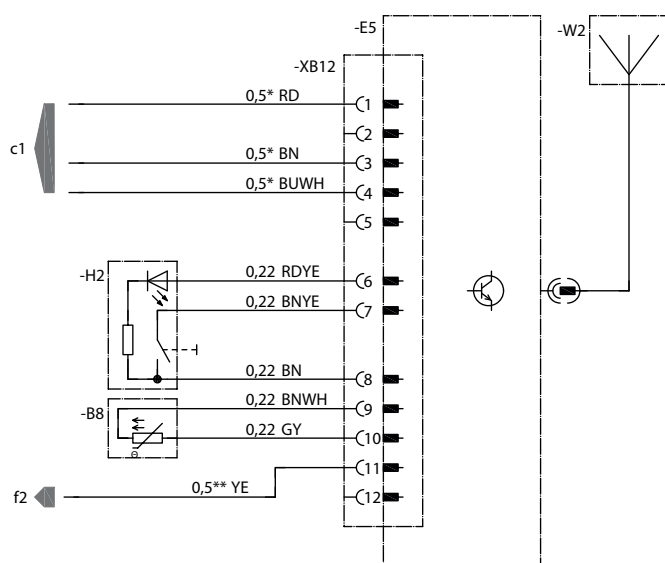 -E5
-W2
-XB12
c1
0,5* RD
1
2
0,5* BN
3
0,5* BUWH
4
5
-H2
0,22 RDYE
6
0,22 BNYE
7
0,22 BN
8
-B8
0,22 BNWH
9
0,22 GY
10
11
f2
0,5** YE
12